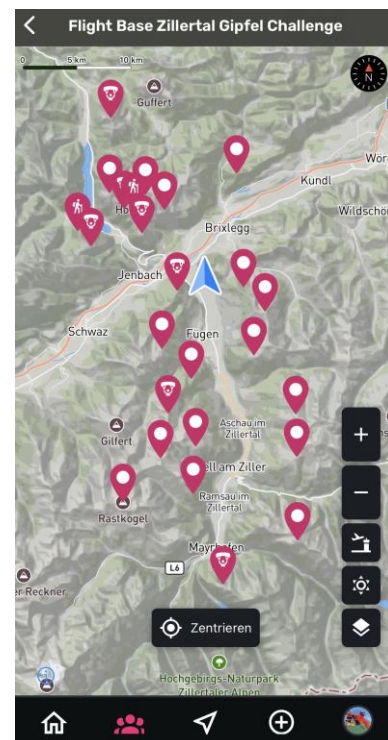 Flight Base Zillertal Gipfel Challenge
0 5 km 10 km
N
Guffert
Wör
Kundl
Ho
Wildschö
Brixlegg
Jenbach
Schwaz
Fügen
Aschau im
Zillertal
Gilfert
ell am Ziller
Ramsau im
Zillertal
Rastkogel
Mayrhofen
L6
er Reckner
Zentrieren
Hochgebirgs-Naturpark
Zillertaler Alpen